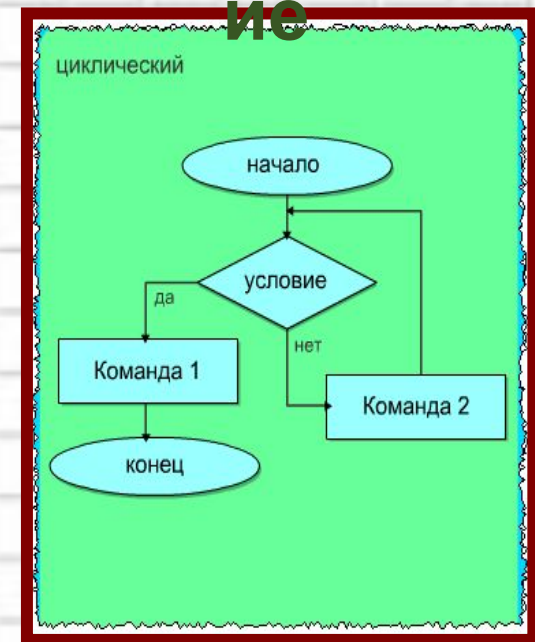 ие
циклический
начало
условие
да
нет
Команда 1
Команда 2
конец